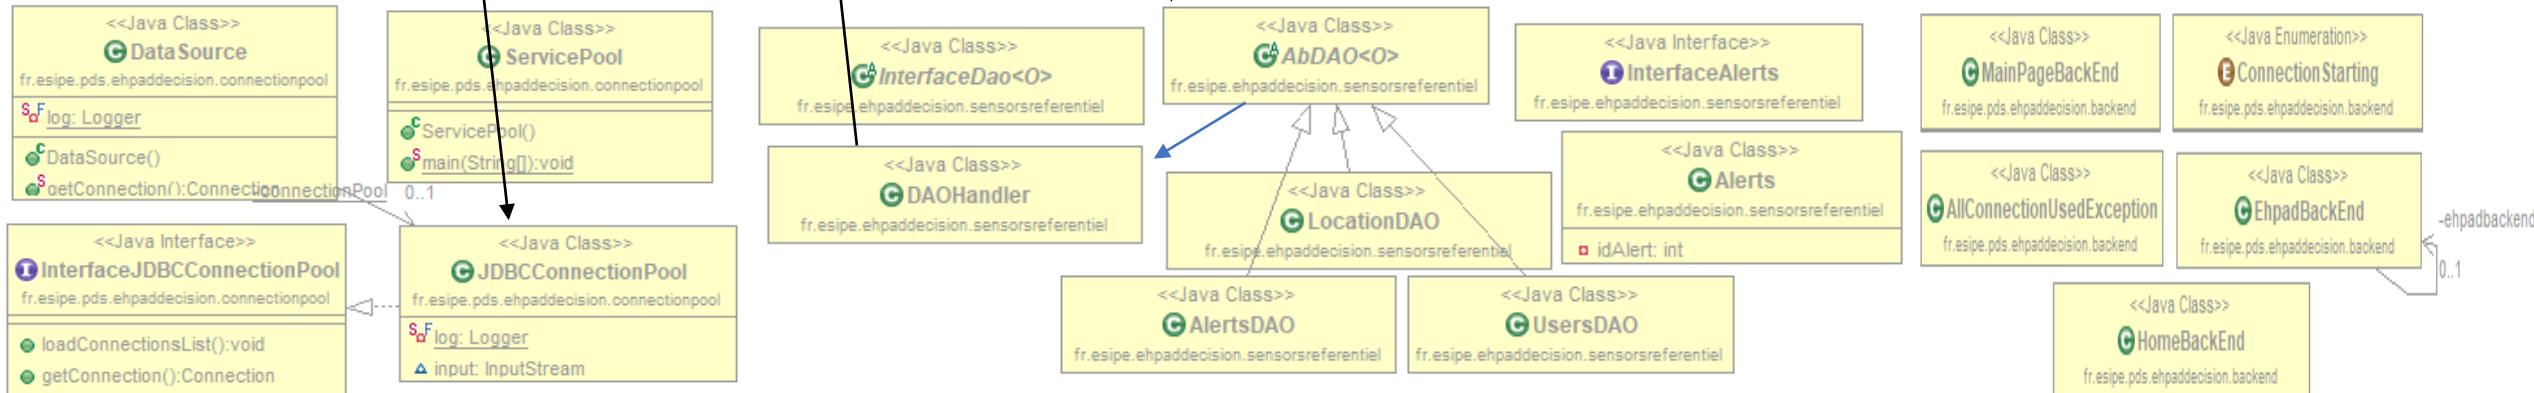 <<Java Class>>
DataSource
fr.esipe.pds.ehpaddecision.connectionpool
log: Logger
DataSource()
getConnection():Connection
-connectionPool 0..1
<<Java Class>>
ServicePool
fr.esipe.pds.ehpaddecision.connectionpool
ServicePool()
main(String[]):void
<<Java Interface>>
InterfaceJDBCConnectionPool
fr.esipe.pds.ehpaddecision.connectionpool
loadConnectionsList():void
getConnection():Connection
<<Java Class>>
JDBCConnectionPool
fr.esipe.pds.ehpaddecision.connectionpool
log: Logger
input: InputStream
<<Java Class>>
InterfaceDao<O>
fr.esipe.ehpaddecision.sensorsreferentiel
<<Java Class>>
DAOHandler
fr.esipe.ehpaddecision.sensorsreferentiel
<<Java Class>>
AbDAO<O>
fr.esipe.ehpaddecision.sensorsreferentiel
<<Java Class>>
LocationDAO
fr.esipe.ehpaddecision.sensorsreferentiel
<<Java Class>>
AlertsDAO
fr.esipe.ehpaddecision.sensorsreferentiel
<<Java Class>>
UsersDAO
fr.esipe.ehpaddecision.sensorsreferentiel
<<Java Interface>>
InterfaceAlerts
fr.esipe.ehpaddecision.sensorsreferentiel
<<Java Class>>
Alerts
fr.esipe.ehpaddecision.sensorsreferentiel
idAlert: int
<<Java Class>>
MainPageBackEnd
fr.esipe.pds.ehpaddecision.backend
<<Java Enumeration>>
ConnectionStarting
fr.esipe.pds.ehpaddecision.backend
<<Java Class>>
AllConnectionUsedException
fr.esipe.pds.ehpaddecision.backend
<<Java Class>>
EhpadBackEnd
fr.esipe.pds.ehpaddecision.backend
-ehpadbackend
0..1
<<Java Class>>
HomeBackEnd
fr.esipe.pds.ehpaddecision.backend